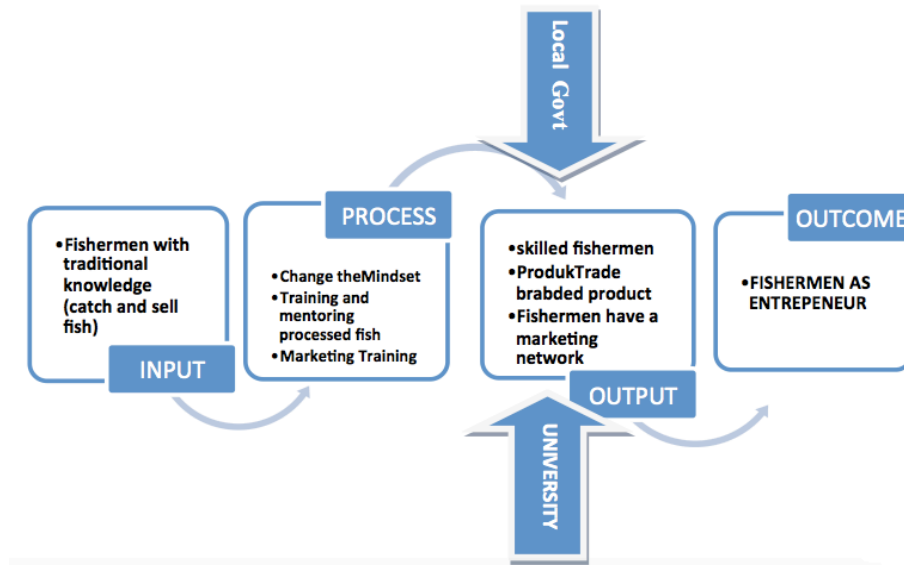 Local Govt
PROCESS
OUTCOME
•Fishermen with
traditional
knowledge
(catch and sell
fish)
INPUT
•Change theMindset
•Training and
mentoring
processed fish
•Marketing Training
•skilled fishermen
•ProdukTrade
brabded product
•Fishermen have a
marketing
network
OUTPUT
•FISHERMEN AS
ENTREPENEUR
UNIVERSITY